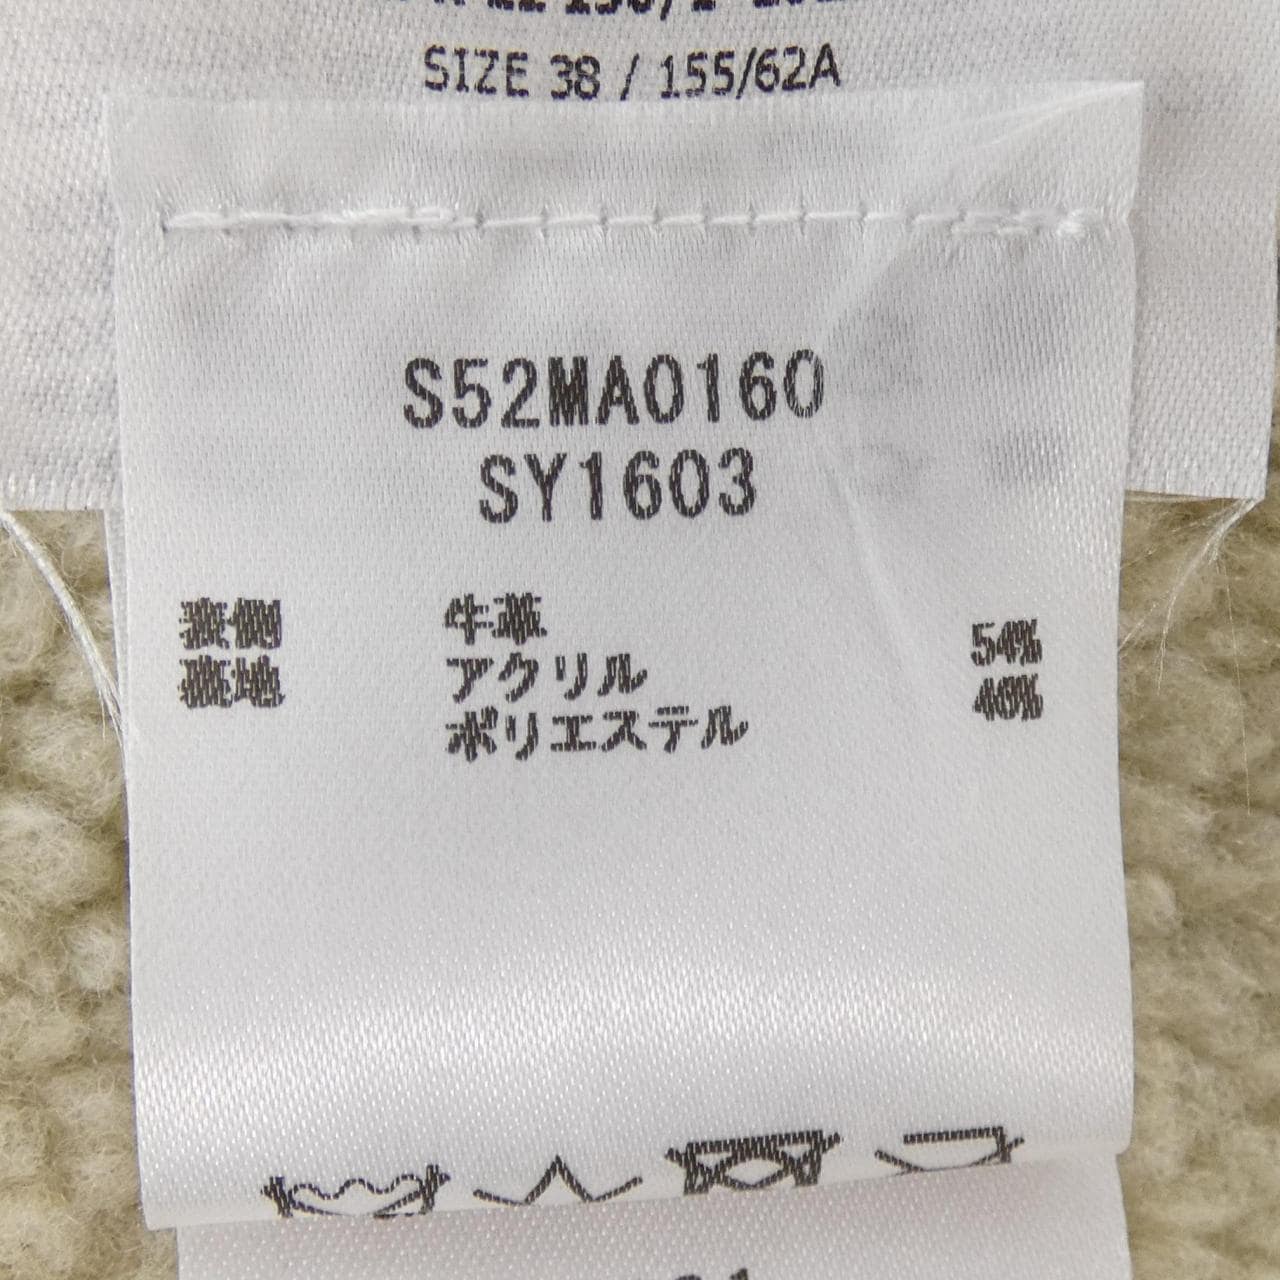 SIZE 38 / 155/62A
S52MA0160
SY1603
表側 牛革
裏地 アクリル 54%
ポリエステル 46%